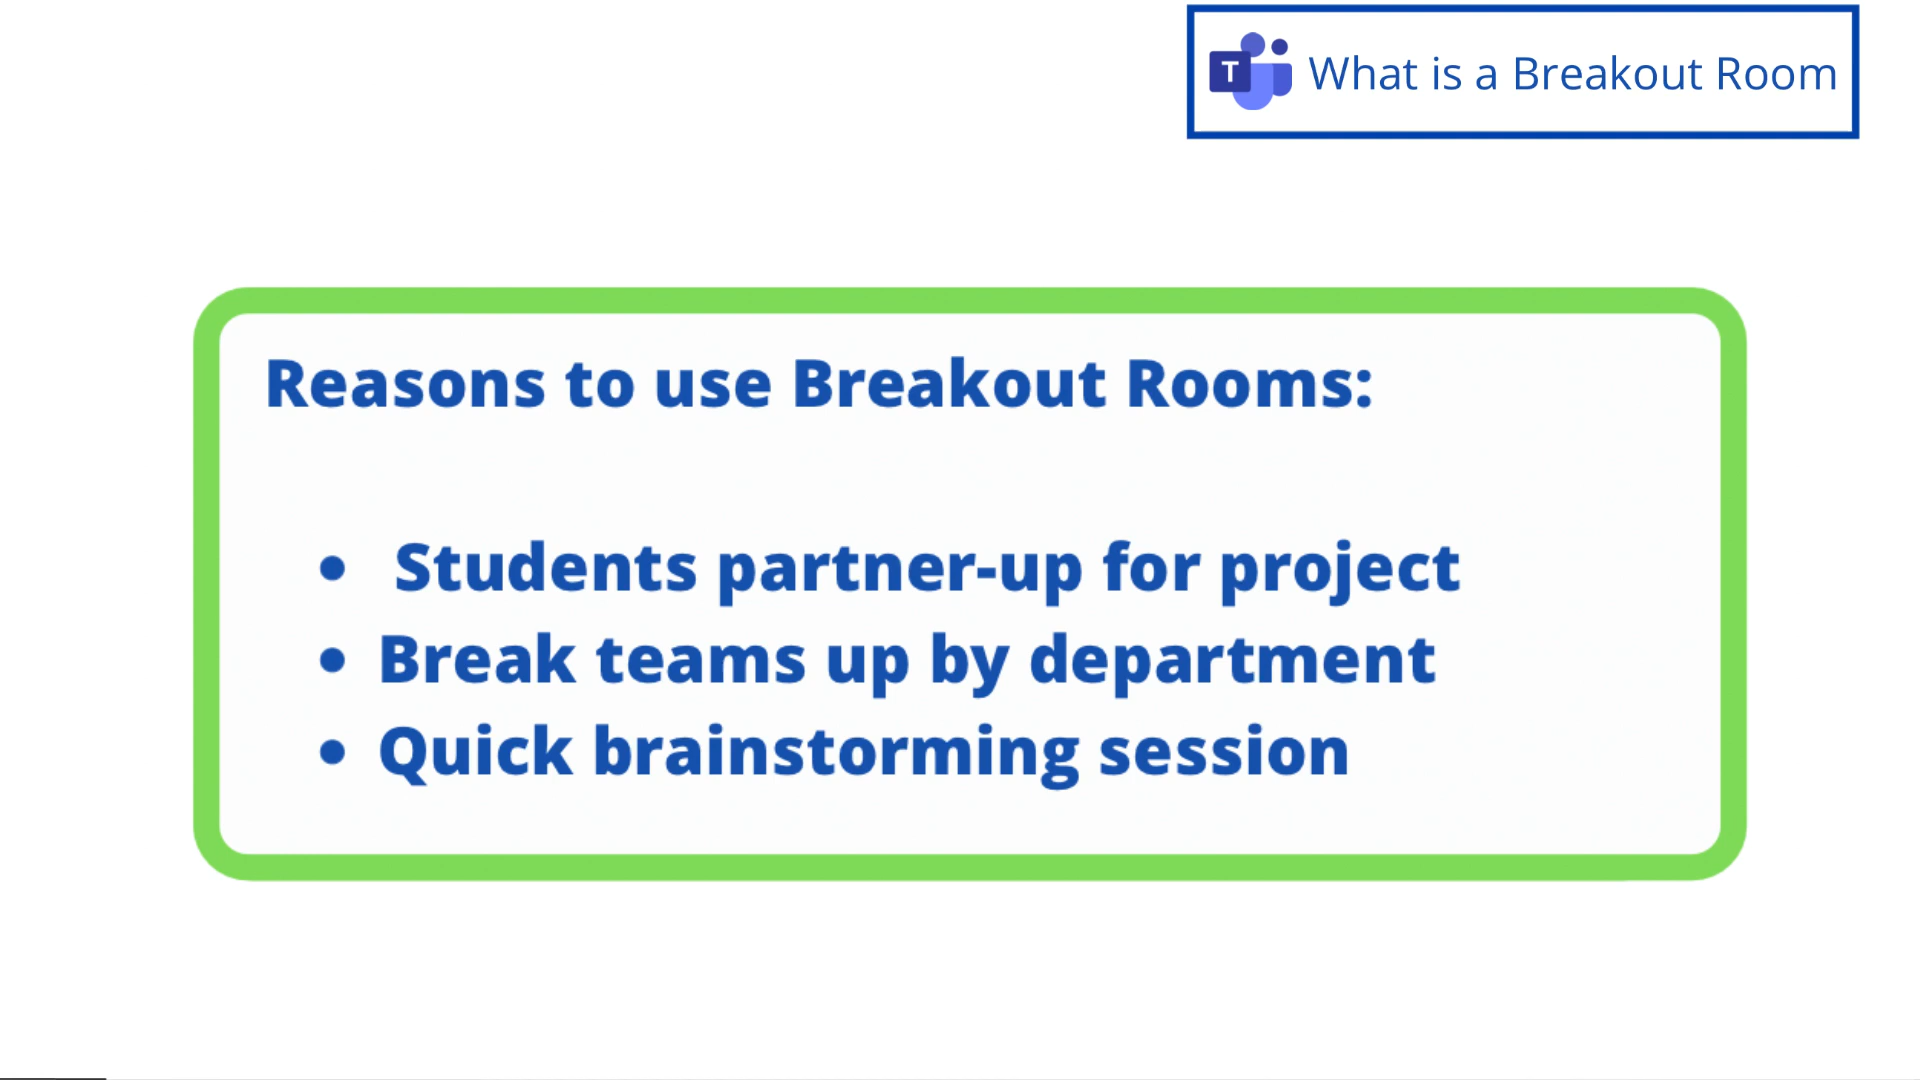 T What is a Breakout Room
Reasons to use Breakout Rooms:
• Students partner-up for project
• Break teams up by department
• Quick brainstorming session